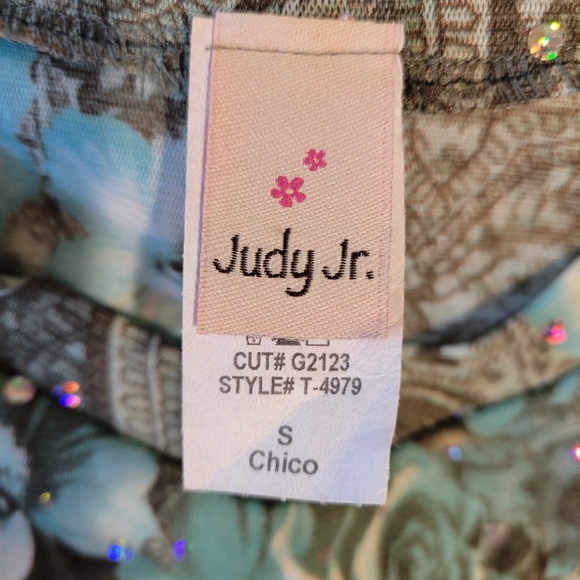 Judy Jr.
CUT# G2123
STYLE# T-4979
S
Chico